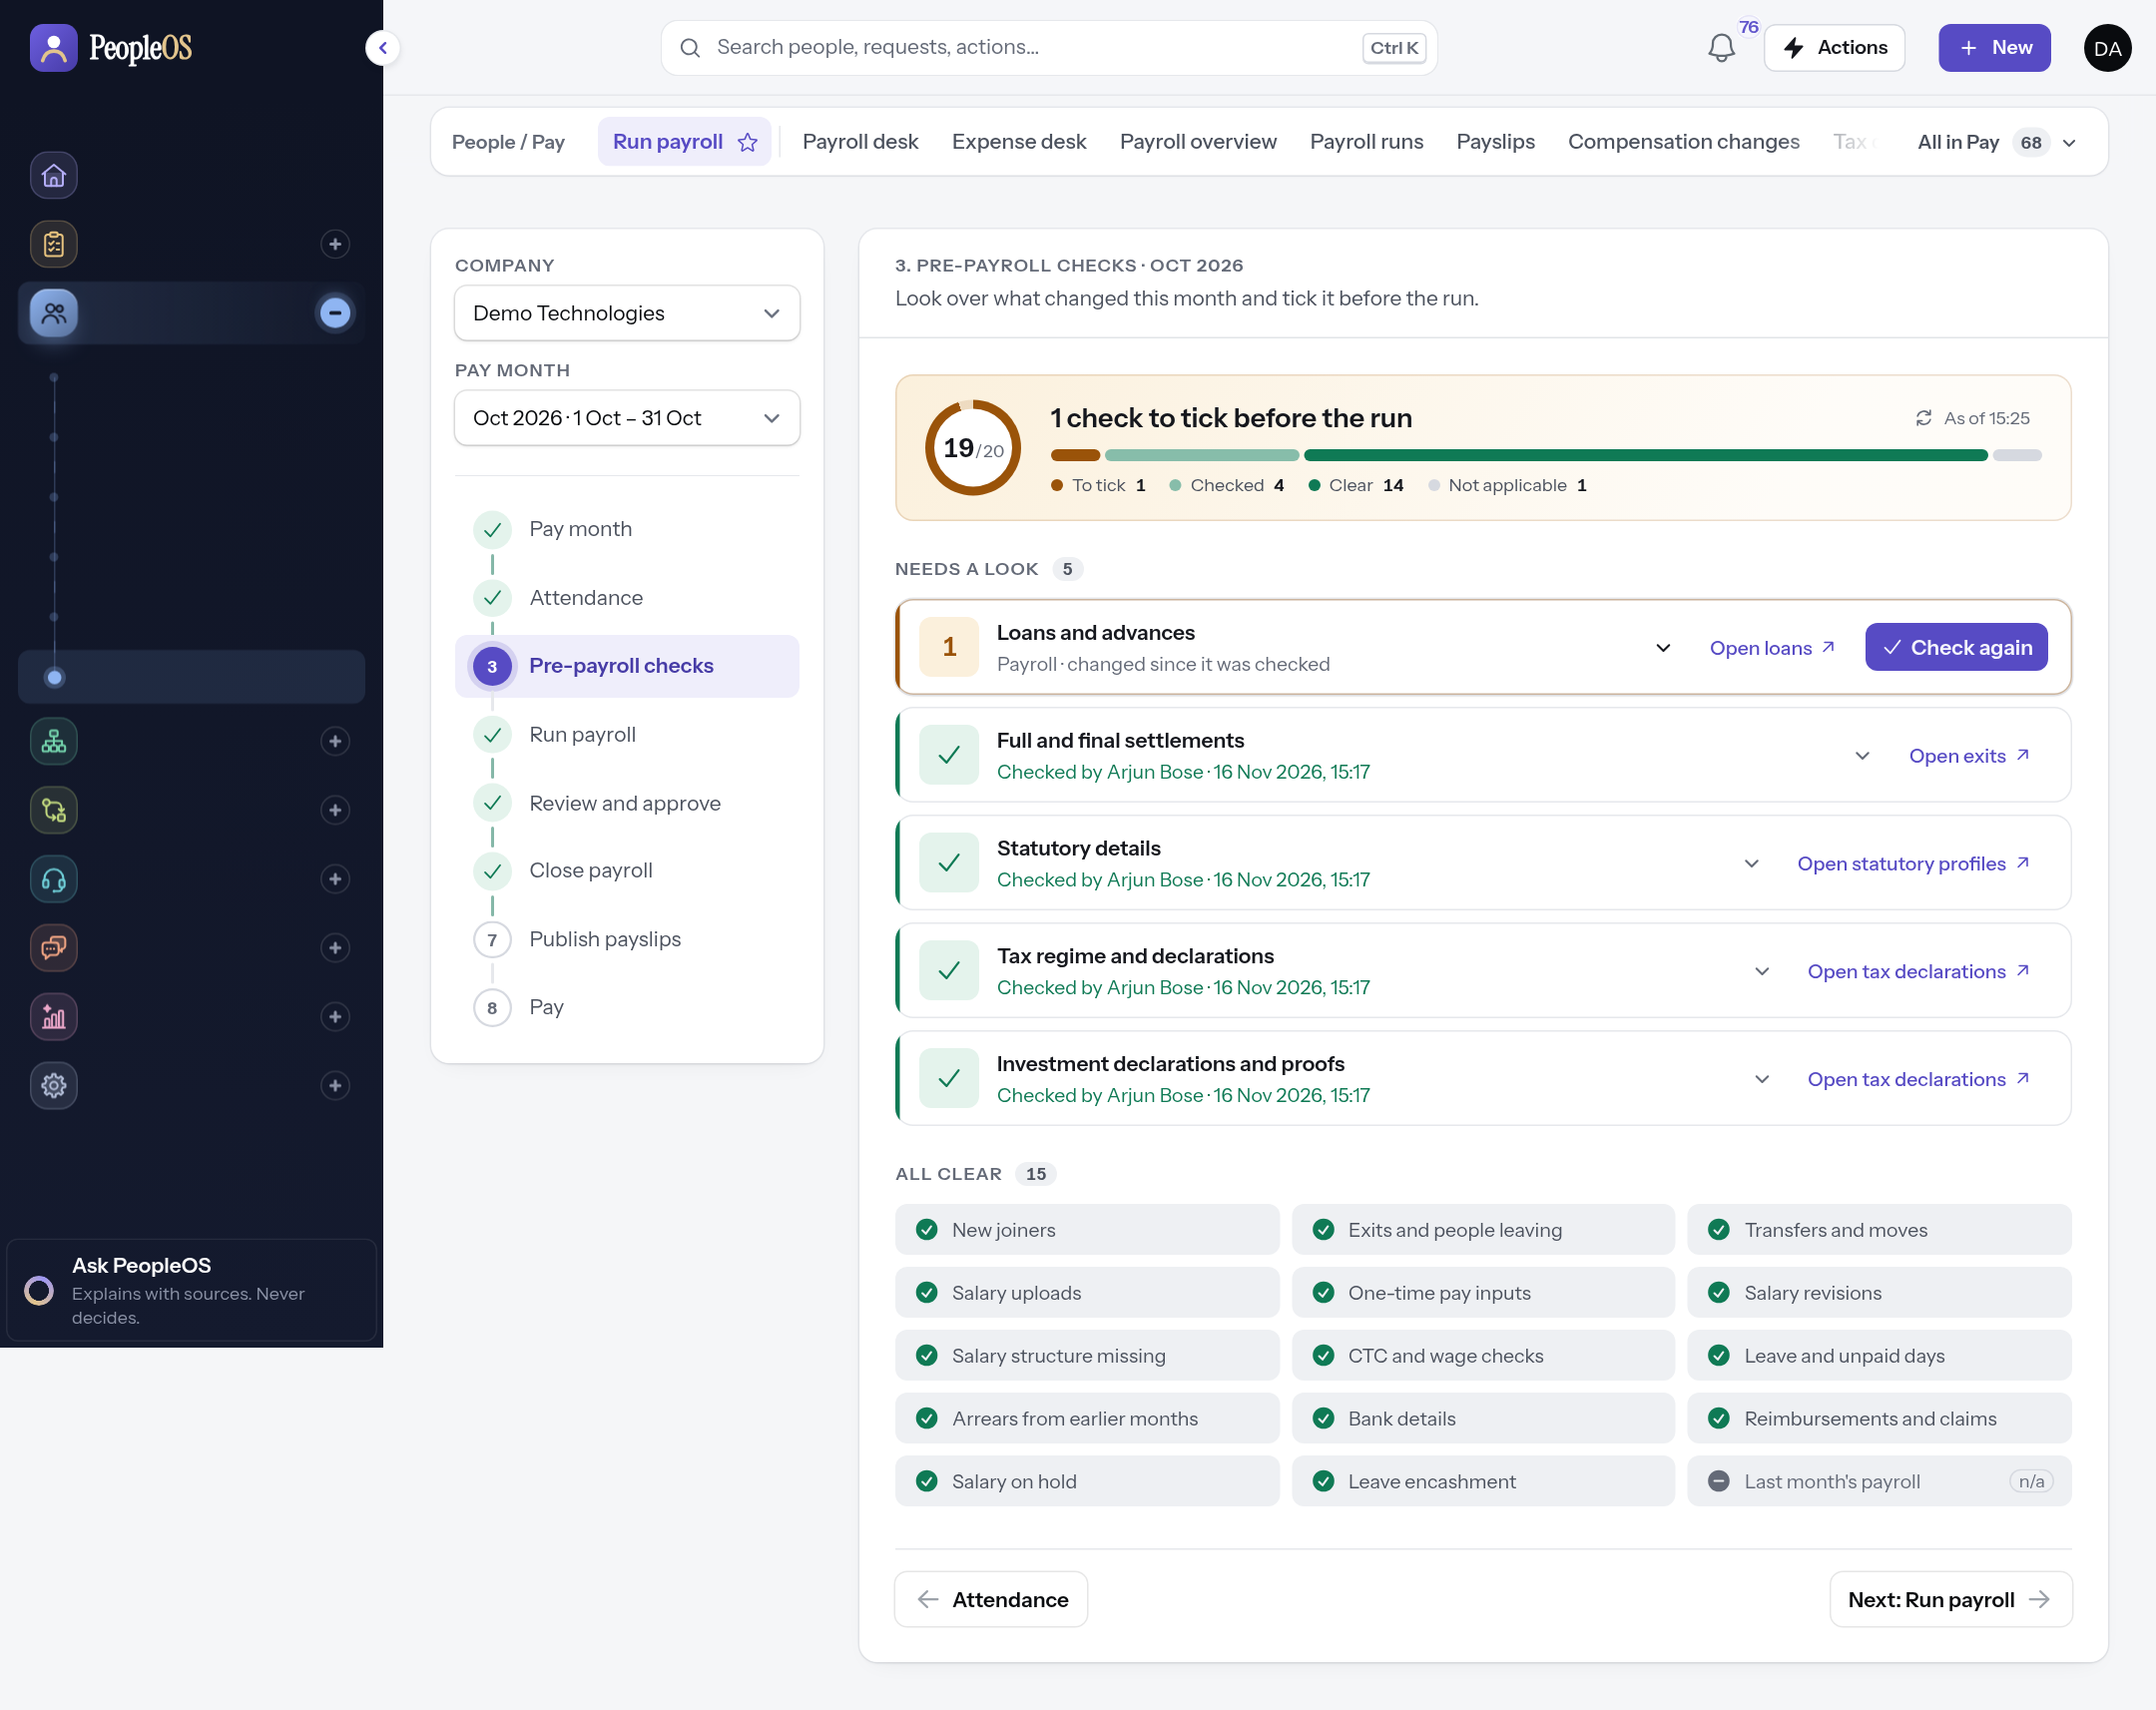 PeopleOS
Search people, requests, actions...
Ctrl K
76
Actions
New
DA
People / Pay
Run payroll
Payroll desk
Expense desk
Payroll overview
Payroll runs
Payslips
Compensation changes
Tax
All in Pay 68
COMPANY
Demo Technologies
PAY MONTH
Oct 2026 · 1 Oct – 31 Oct
Pay month
Attendance
3 Pre-payroll checks
Run payroll
Review and approve
Close payroll
7 Publish payslips
8 Pay
3. PRE-PAYROLL CHECKS · OCT 2026
Look over what changed this month and tick it before the run.
19/20
1 check to tick before the run
As of 15:25
To tick 1
Checked 4
Clear 14
Not applicable 1
NEEDS A LOOK 5
1
Loans and advances
Payroll · changed since it was checked
Open loans
Check again
Full and final settlements
Checked by Arjun Bose · 16 Nov 2026, 15:17
Open exits
Statutory details
Checked by Arjun Bose · 16 Nov 2026, 15:17
Open statutory profiles
Tax regime and declarations
Checked by Arjun Bose · 16 Nov 2026, 15:17
Open tax declarations
Investment declarations and proofs
Checked by Arjun Bose · 16 Nov 2026, 15:17
Open tax declarations
ALL CLEAR 15
New joiners
Exits and people leaving
Transfers and moves
Salary uploads
One-time pay inputs
Salary revisions
Salary structure missing
CTC and wage checks
Leave and unpaid days
Arrears from earlier months
Bank details
Reimbursements and claims
Salary on hold
Leave encashment
Last month's payroll
n/a
Attendance
Next: Run payroll
Ask PeopleOS
Explains with sources. Never
decides.